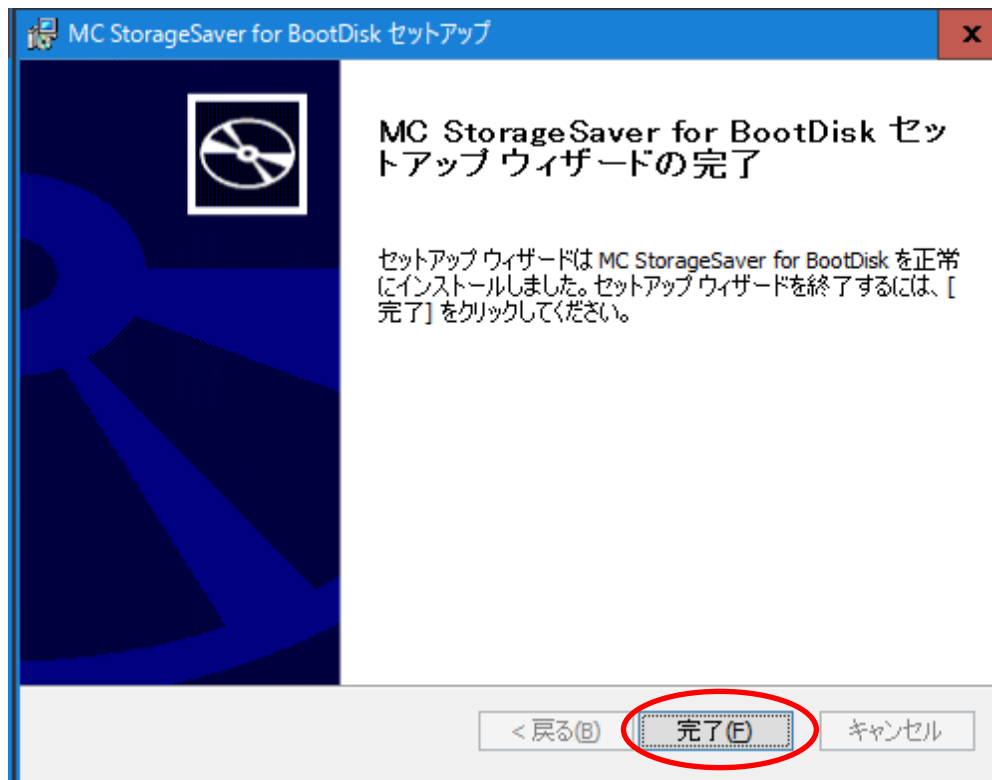 MC StorageSaver for BootDisk セットアップ
MC StorageSaver for BootDisk セッ
トアップ ウィザードの完了
セットアップ ウィザードは MC StorageSaver for BootDisk を正常
にインストールしました。セットアップ ウィザードを終了するには、[
完了] をクリックしてください。
< 戻る(B) 完了(F) キャンセル